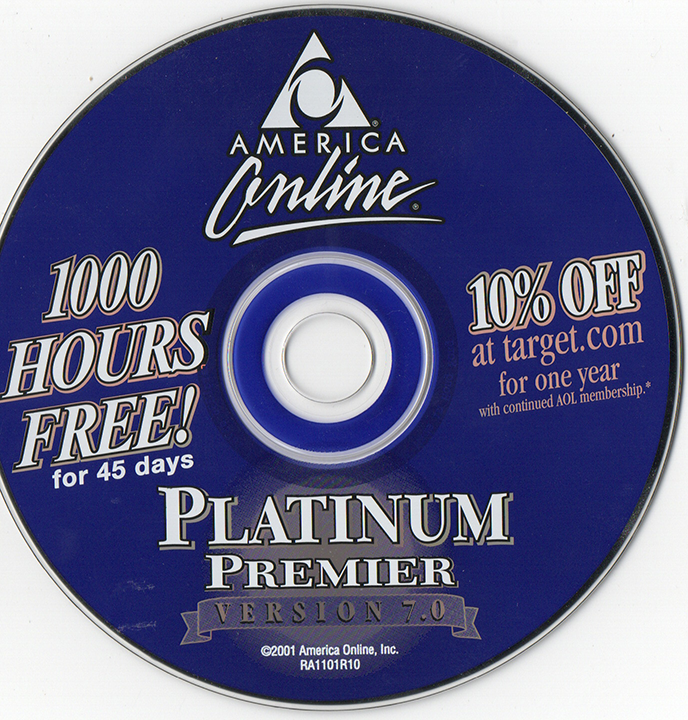 AMERICA
Online®
1000
HOURS
FREE!
for 45 days
10% OFF
at target.com
for one year
with continued AOL membership.*
PLATINUM
PREMIER
VERSION 7.0
©2001 America Online, Inc.
RA1101R10